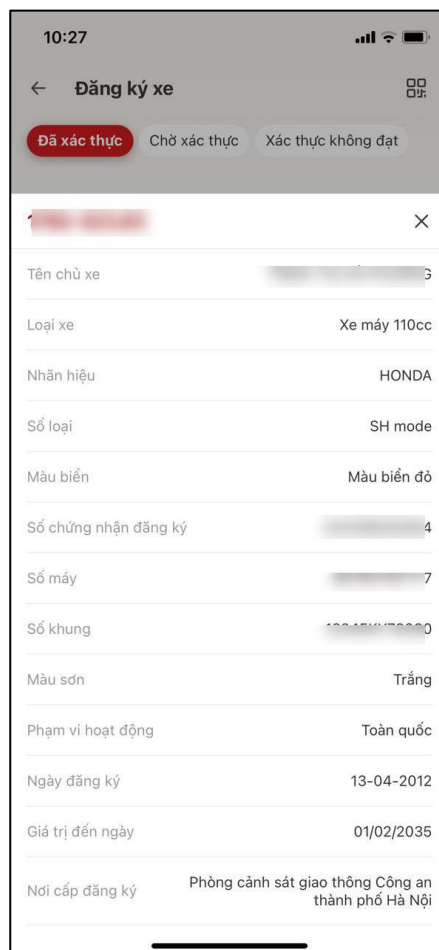 10:27
Đăng ký xe
Đã xác thực
Chờ xác thực
Xác thực không đạt
Tên chủ xe
Loại xe
Xe máy 110cc
Nhãn hiệu
HONDA
Số loại
SH mode
Màu biển
Màu biển đỏ
Số chứng nhận đăng ký
4
Số máy
7
Số khung
0
Màu sơn
Trắng
Phạm vi hoạt động
Toàn quốc
Ngày đăng ký
13-04-2012
Giá trị đến ngày
01/02/2035
Nơi cấp đăng ký
Phòng cảnh sát giao thông Công an
thành phố Hà Nội